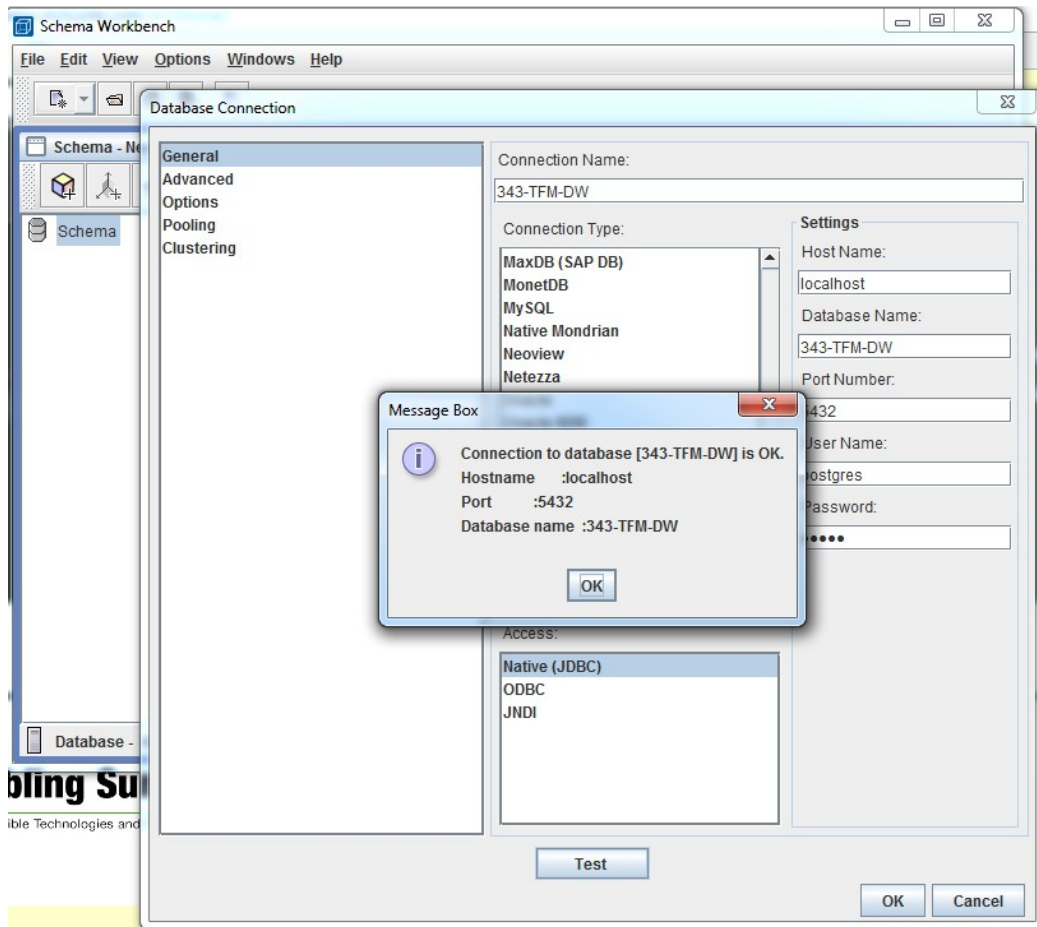 Schema Workbench
File Edit View Options Windows Help
Database Connection
Schema - Ne
Schema
Database -
General
Advanced
Options
Pooling
Clustering
Connection Name:
343-TFM-DW
Connection Type:
MaxDB (SAP DB)
MonetDB
MySQL
Native Mondrian
Neoview
Netezza
Settings
Host Name:
localhost
Database Name:
343-TFM-DW
Port Number:
5432
User Name:
postgres
Password:
•••••
Message Box
Connection to database [343-TFM-DW] is OK.
Hostname :localhost
Port :5432
Database name :343-TFM-DW
OK
Access:
Native (JDBC)
ODBC
JNDI
Test
OK Cancel
bling Su
ible Technologies and